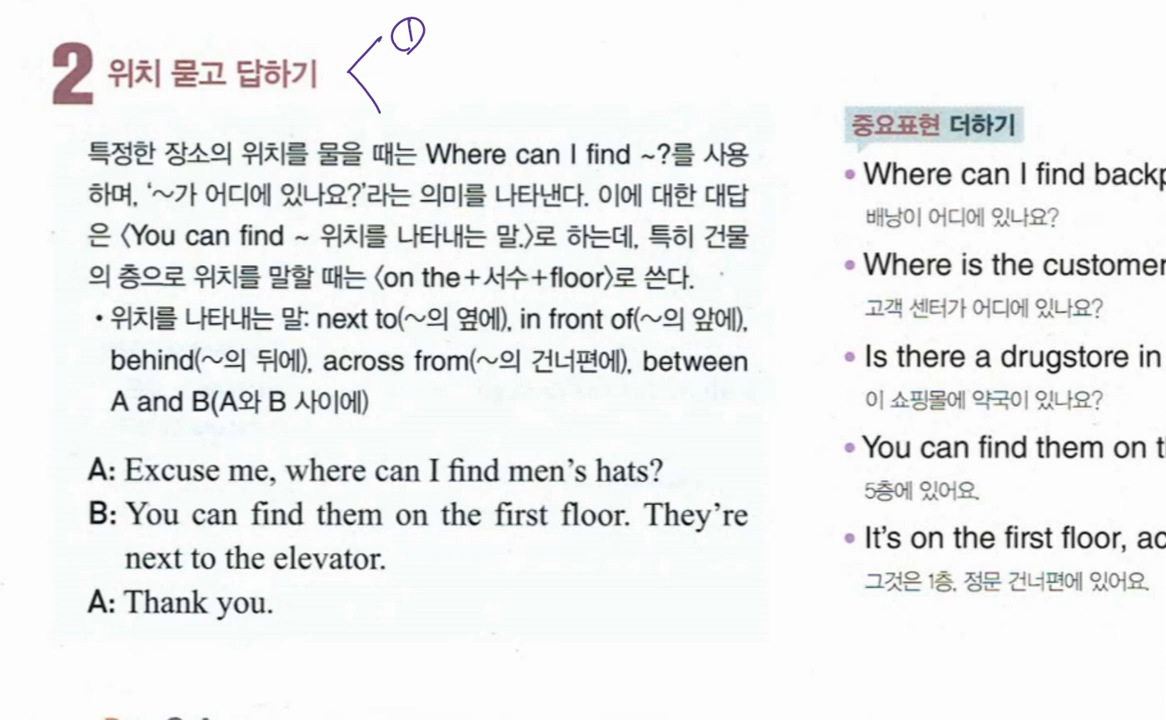 2 위치 묻고 답하기
①
특정한 장소의 위치를 물을 때는 Where can I find ~?를 사용
하며, ‘~가 어디에 있나요?’라는 의미를 나타낸다. 이에 대한 대답
은 〈You can find ~ 위치를 나타내는 말.〉로 하는데, 특히 건물
의 층으로 위치를 말할 때는 〈on the+서수+floor〉로 쓴다.
• 위치를 나타내는 말: next to(~의 옆에), in front of(~의 앞에),
behind(~의 뒤에), across from(~의 건너편에), between
A and B(A와 B 사이에)
A: Excuse me, where can I find men’s hats?
B: You can find them on the first floor. They’re
next to the elevator.
A: Thank you.
중요표현 더하기
• Where can I find
배낭이 어디에 있나요?
• Where is the customer
고객 센터가 어디에 있나요?
• Is there a drugstore in
이 쇼핑몰에 약국이 있나요?
• You can find them on
5층에 있어요.
• It’s on the first floor,
그것은 1층, 정문 건너편에 있어요.